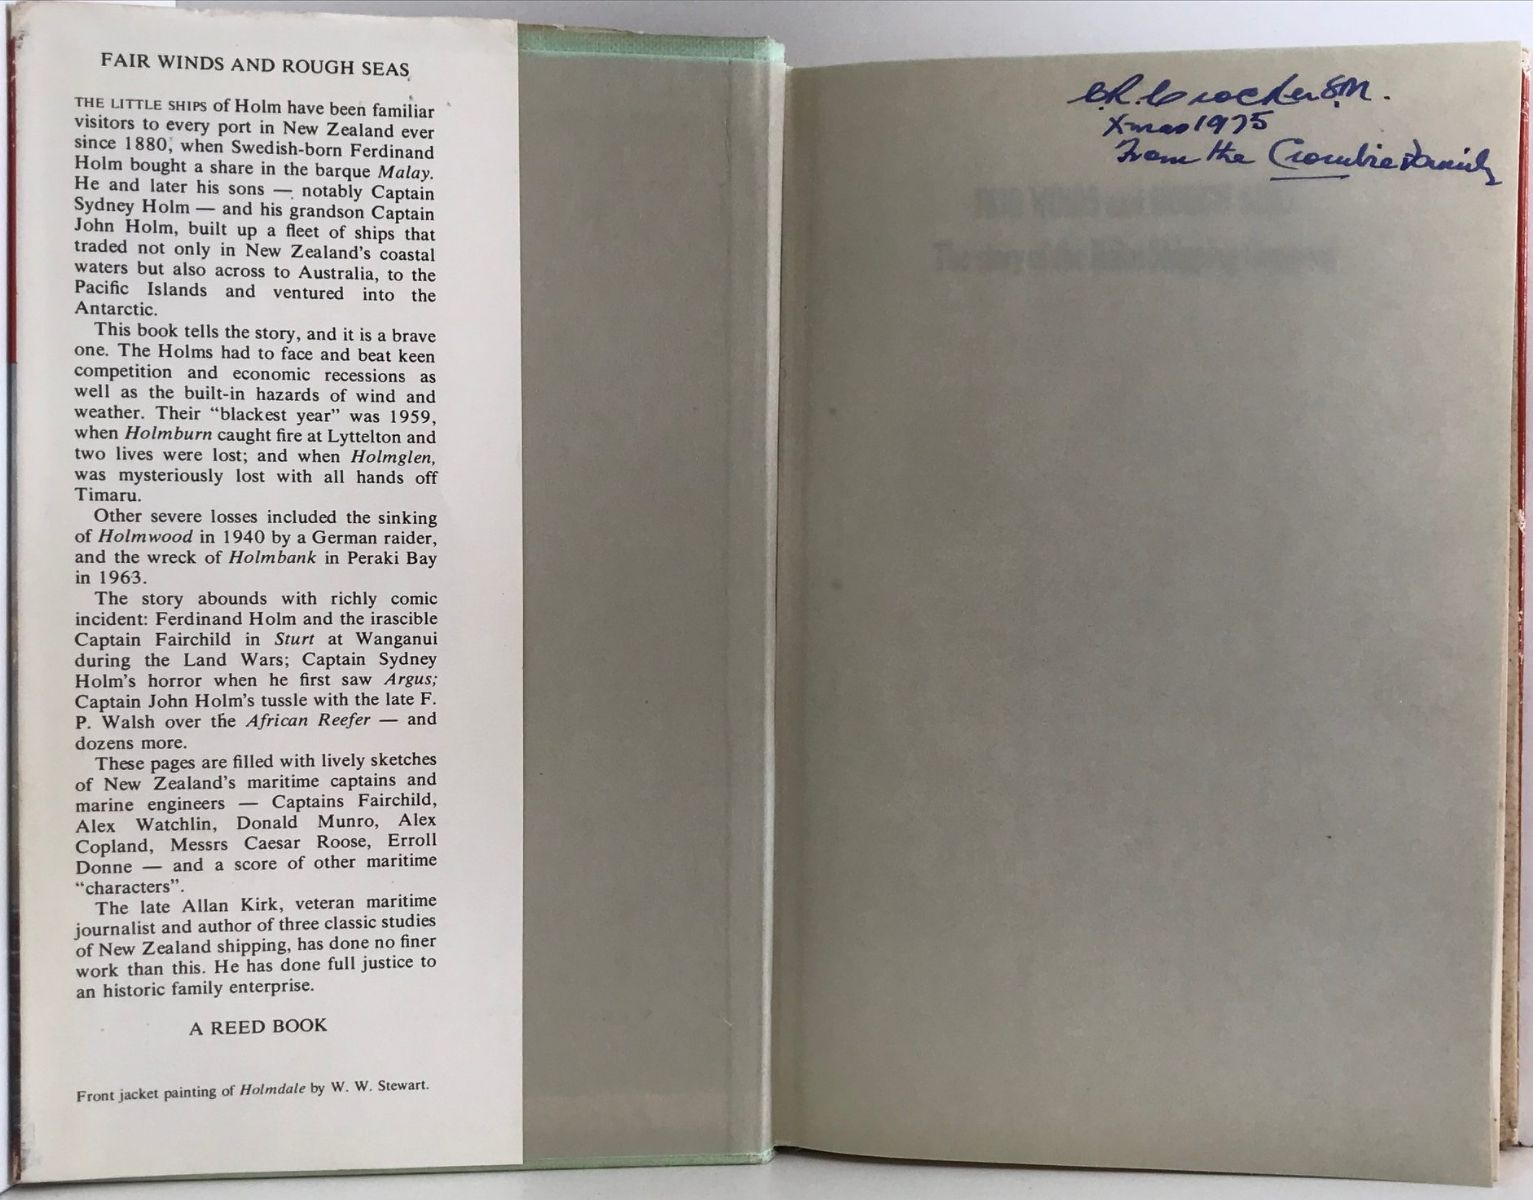 FAIR WINDS AND ROUGH SEAS
THE LITTLE SHIPS of Holm have been familiar
visitors to every port in New Zealand ever
since 1880, when Swedish-born Ferdinand
Holm bought a share in the barque Malay.
He and later his sons — notably Captain
Sydney Holm — and his grandson Captain
John Holm, built up a fleet of ships that
traded not only in New Zealand's coastal
waters but also across to Australia, to the
Pacific Islands and ventured into the
Antarctic.
This book tells the story, and it is a brave
one. The Holms had to face and beat keen
competition and economic recessions as
well as the built-in hazards of wind and
weather. Their “blackest year” was 1959,
when Holmburn caught fire at Lyttelton and
two lives were lost; and when Holmglen,
was mysteriously lost with all hands off
Timaru.
Other severe losses included the sinking
of Holmwood in 1940 by a German raider,
and the wreck of Holmbank in Peraki Bay
in 1963.
The story abounds with richly comic
incident: Ferdinand Holm and the irascible
Captain Fairchild in Sturt at Wanganui
during the Land Wars; Captain Sydney
Holm's horror when he first saw Argus;
Captain John Holm's tussle with the late F.
P. Walsh over the African Reefer — and
dozens more.
These pages are filled with lively sketches
of New Zealand's maritime captains and
marine engineers — Captains Fairchild,
Alex Watchlin, Donald Munro, Alex
Copland, Messrs Caesar Roose, Erroll
Donne — and a score of other maritime
“characters”.
The late Allan Kirk, veteran maritime
journalist and author of three classic studies
of New Zealand shipping, has done no finer
work than this. He has done full justice to
an historic family enterprise.
A REED BOOK
Front jacket painting of Holmdale by W. W. Stewart.
Crocker S.M.
Xmas 1975
From the Crombie Family
The story of the Holm Shipping Company